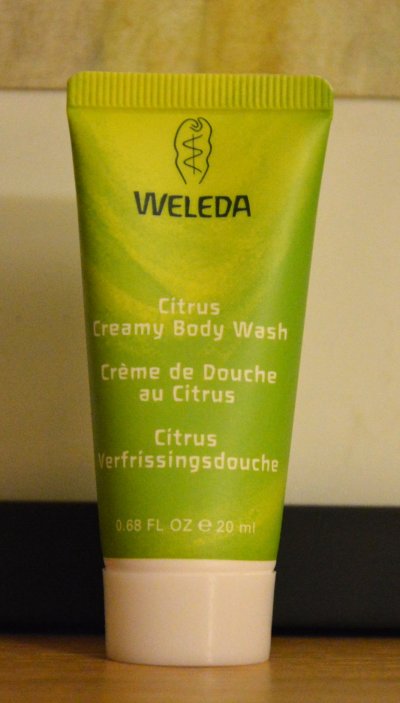 WELEDA
Citrus
Creamy Body Wash
Crème de Douche
au Citrus
Citrus
Verfrissingsdouche
0.68 FL OZ ℮ 20 ml